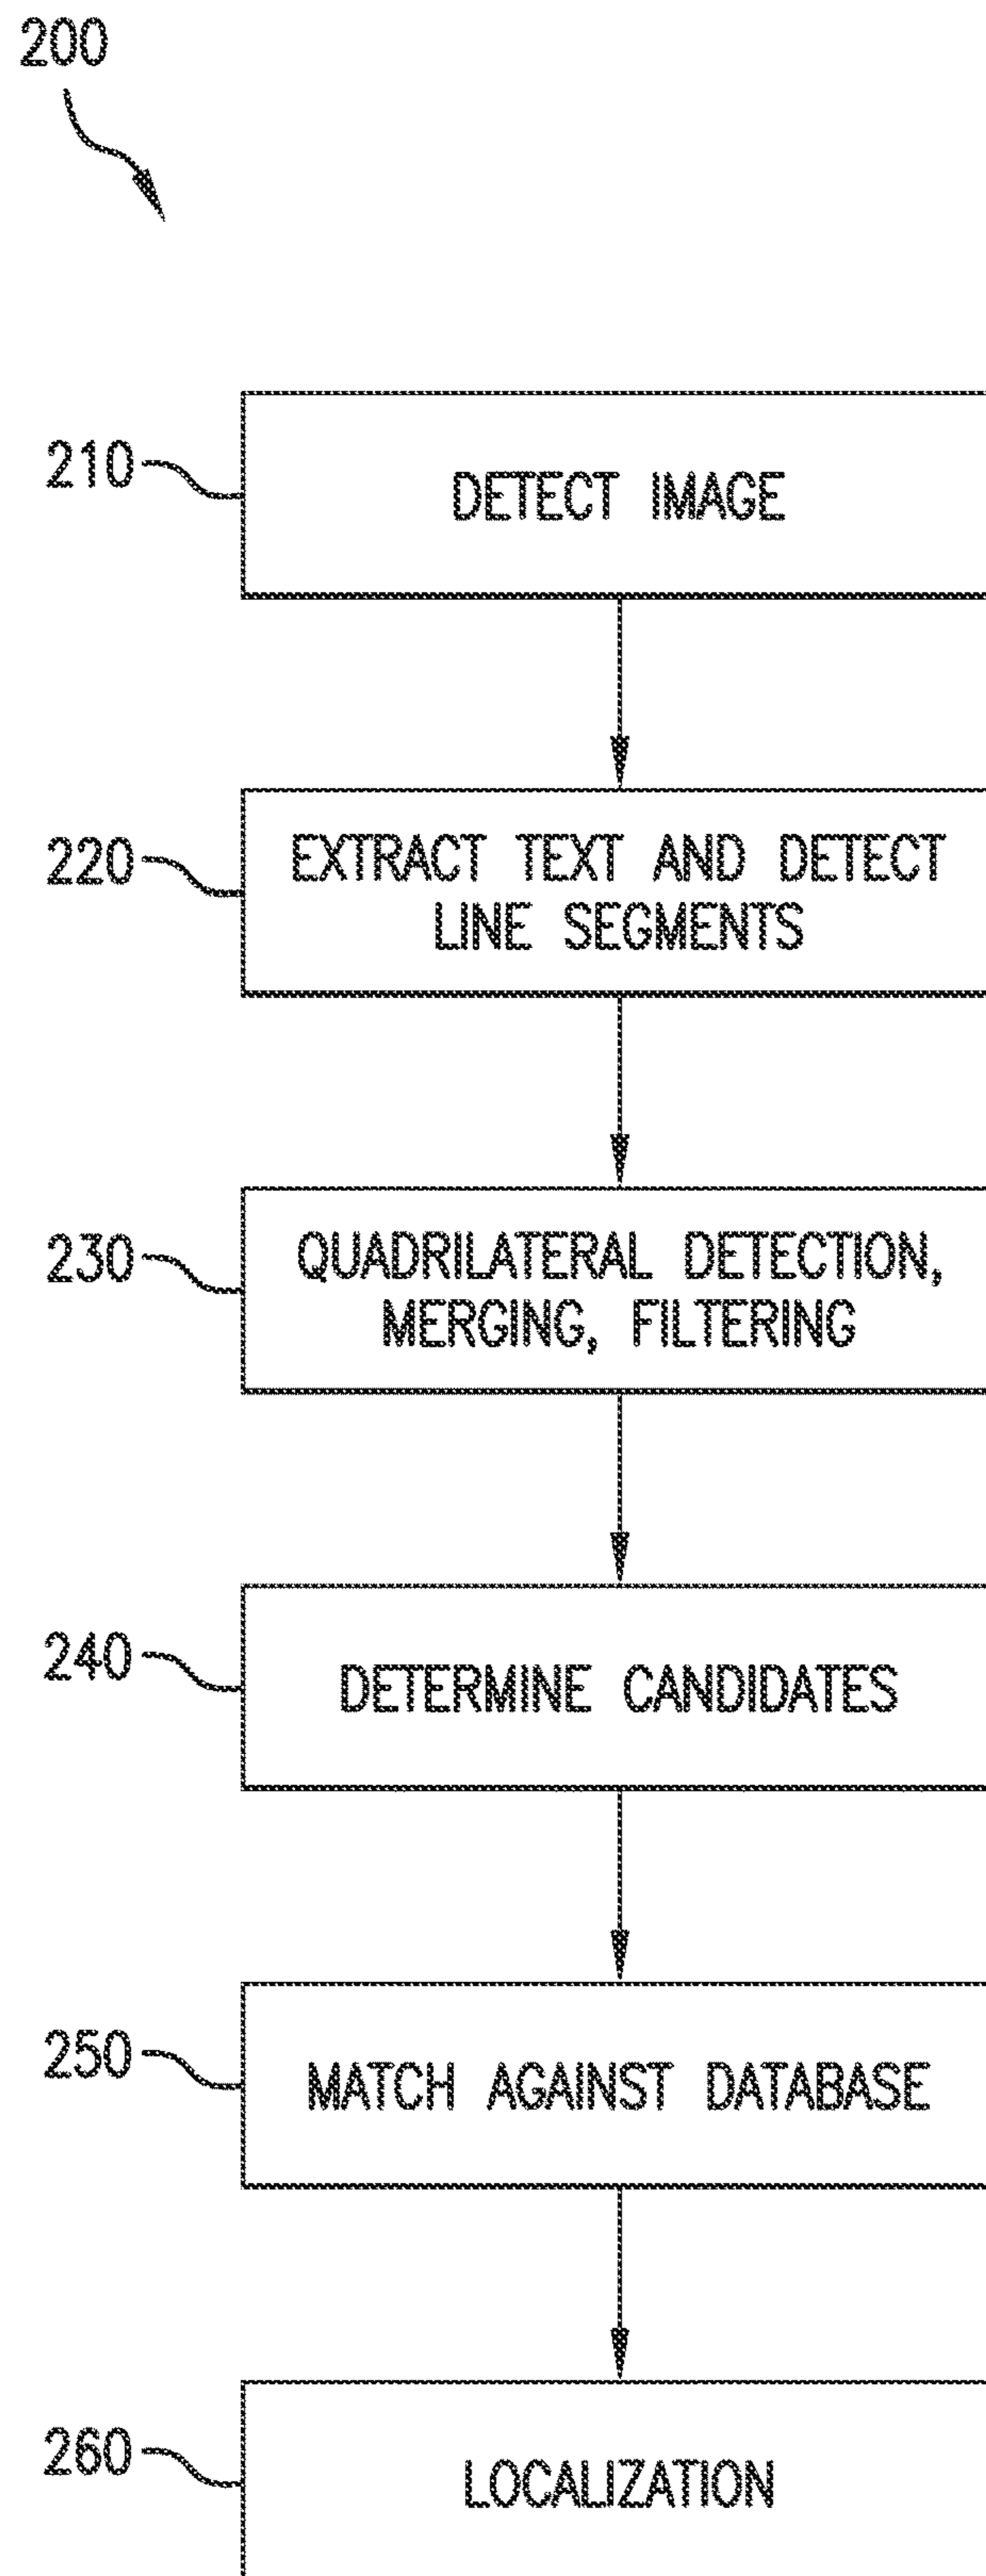 200
210
DETECT IMAGE
220
EXTRACT TEXT AND DETECT
LINE SEGMENTS
230
QUADRILATERAL DETECTION,
MERGING, FILTERING
240
DETERMINE CANDIDATES
250
MATCH AGAINST DATABASE
260
LOCALIZATION